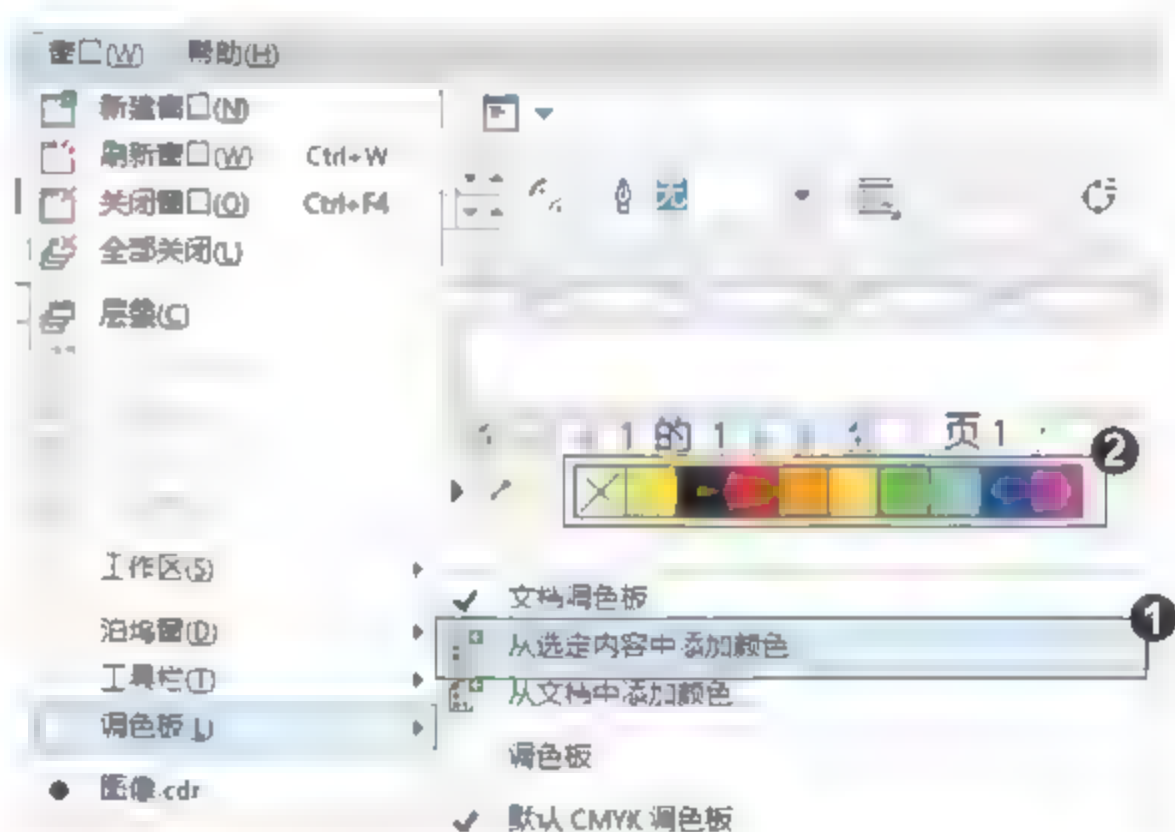 窗口(W) 帮助(H)
新建窗口(N)
刷新窗口(W) Ctrl+W
关闭窗口(O) Ctrl+F4
全部关闭(L)
层叠(C)
无
1 的 1
页 1
2
工作区(S)
泊坞窗(D)
工具栏(T)
调色板(L)
图像.cdr
文档调色板
1
从选定内容中添加颜色
从文档中添加颜色
调色板
默认 CMYK 调色板